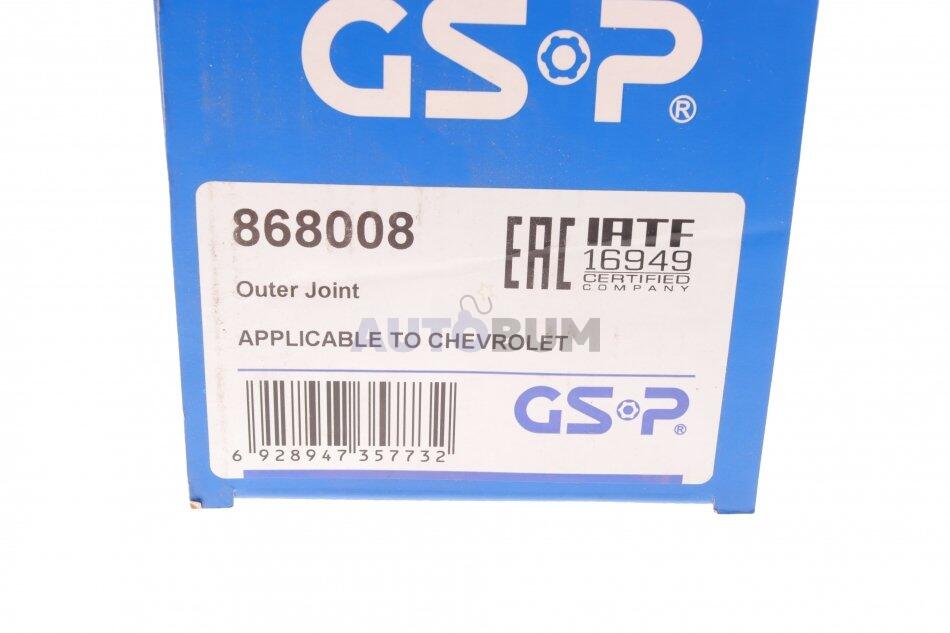 GSP®
868008
EAC
IATF
16949
CERTIFIED
COMPANY
Outer Joint
AUTOBUM
APPLICABLE TO CHEVROLET
GSP®
6 928947 357732